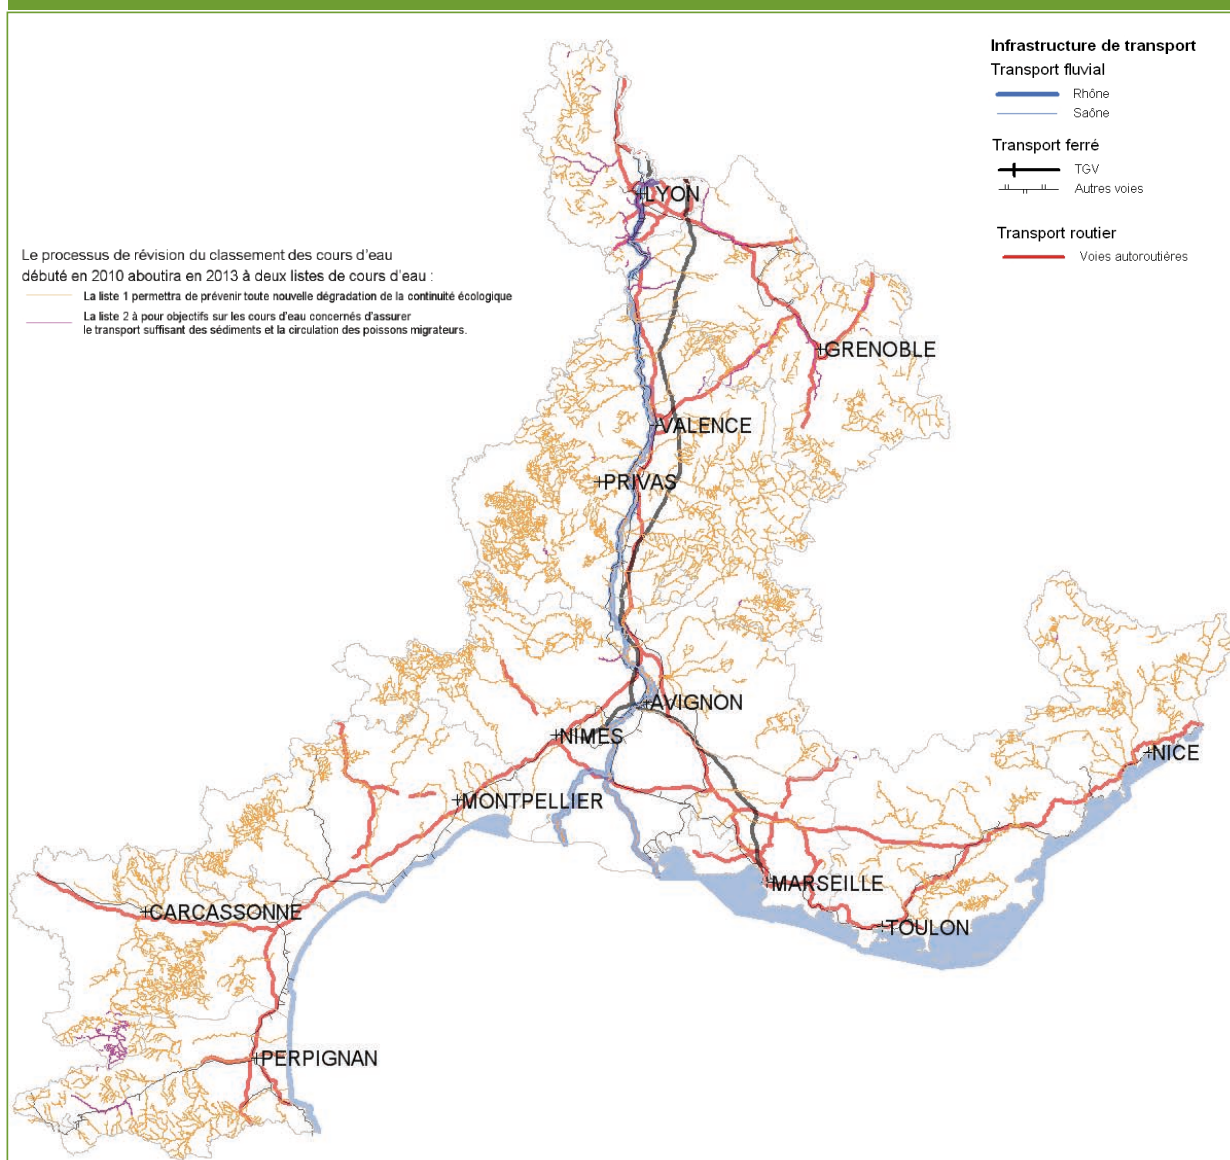 Infrastructure de transport
Transport fluvial
Rhône
Saône
Transport ferré
TGV
Autres voies
Transport routier
Voies autoroutières
Le processus de révision du classement des cours d'eau
débuté en 2010 aboutira en 2013 à deux listes de cours d'eau :
La liste 1 permettra de prévenir toute nouvelle dégradation de la continuité écologique
La liste 2 à pour objectifs sur les cours d'eau concernés d'assurer
le transport suffisant des sédiments et la circulation des poissons migrateurs.
LYON
GRENOBLE
VALENCE
PRIVAS
AVIGNON
NIMES
NICE
MONTPELLIER
MARSEILLE
CARCASSONNE
TOULON
PERPIGNAN